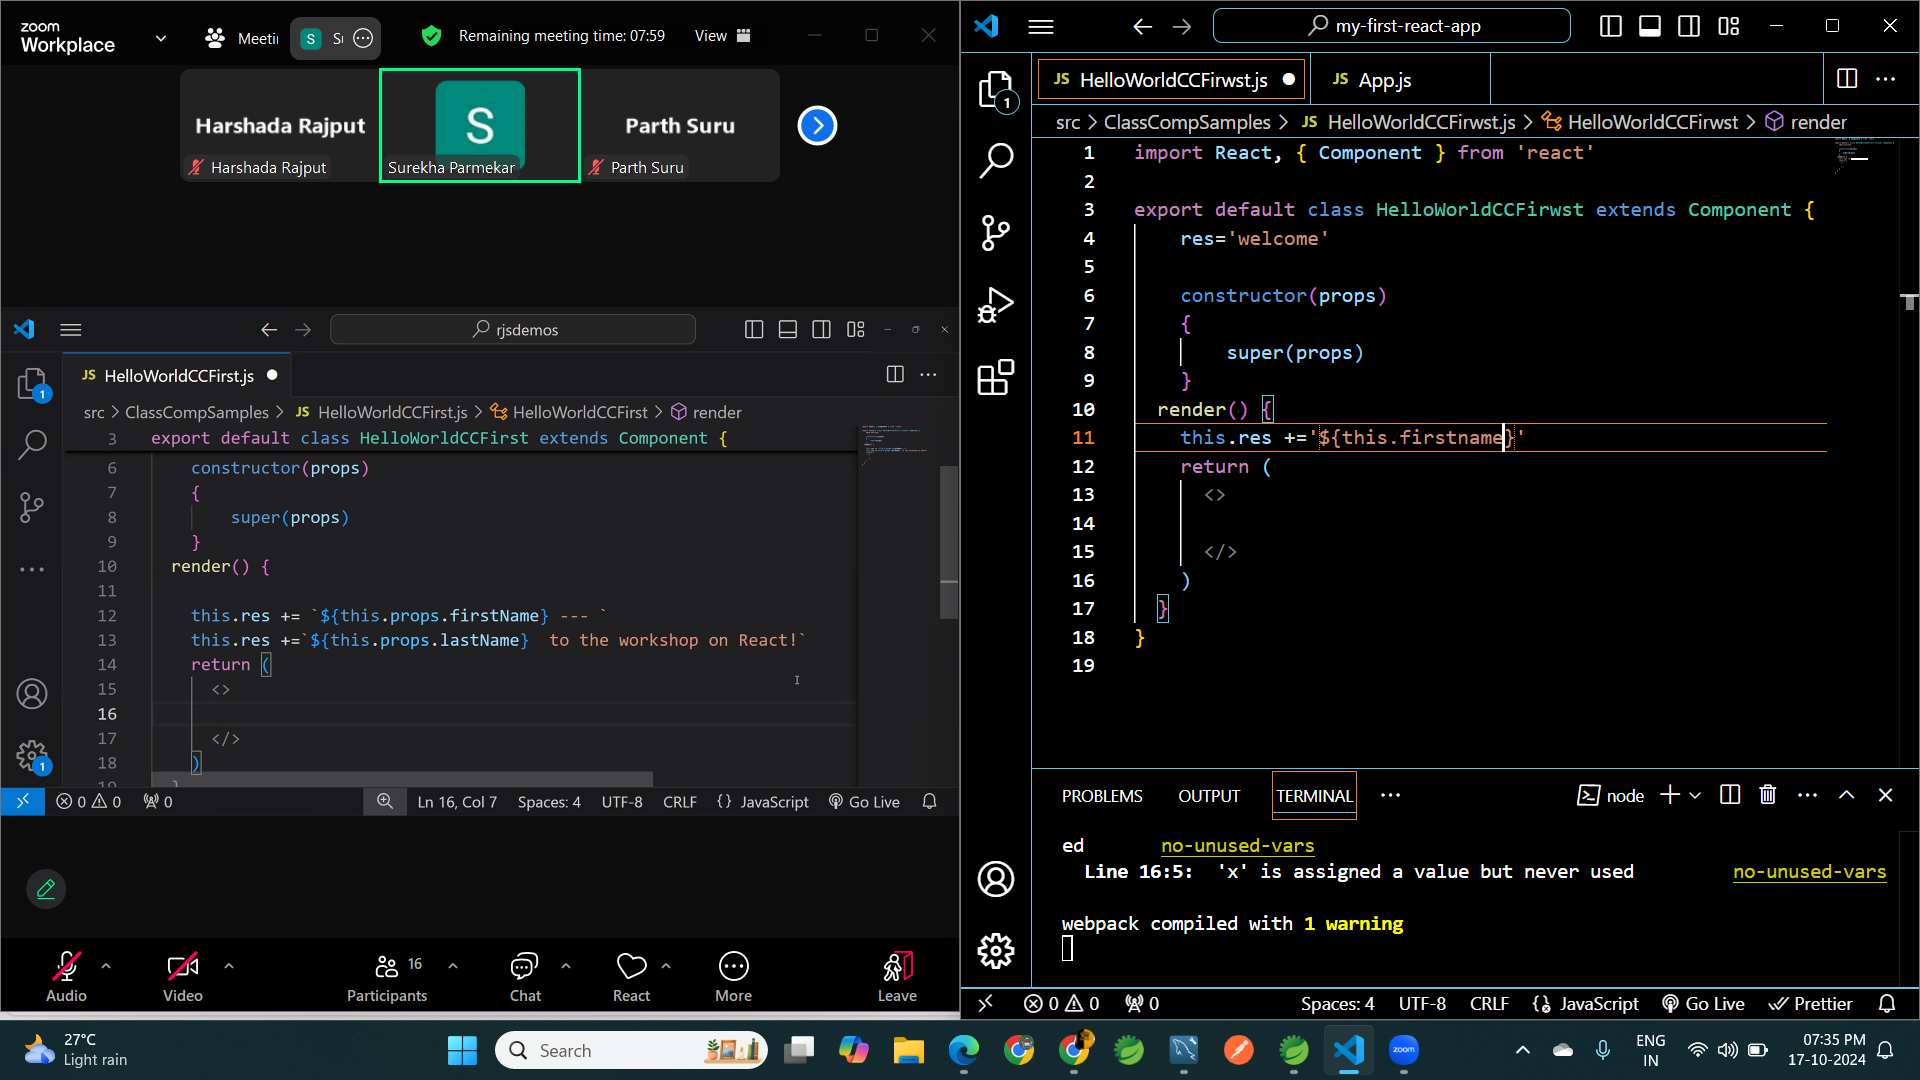 zoom
Workplace
Meetin
S
Remaining meeting time: 07:59
View
Harshada Rajput
Harshada Rajput
S
Surekha Parmekar
Parth Suru
Parth Suru
rjsdemos
JS HelloWorldCCFirst.js
src > ClassCompSamples > JS HelloWorldCCFirst.js > HelloWorldCCFirst > render
3 export default class HelloWorldCCFirst extends Component {
6 constructor(props)
7 {
8 super(props)
9 }
10 render() {
11
12 this.res += `${this.props.firstName} --- `
13 this.res +=`${this.props.lastName}  to the workshop on React!`
14 return (
15 <>
16
17 </>
18 )
19 }
1
1
0 0 0
Ln 16, Col 7
Spaces: 4
UTF-8
CRLF
{} JavaScript
Go Live
Audio
Video
16
Participants
Chat
React
More
Leave
my-first-react-app
1
JS HelloWorldCCFirwst.js
JS App.js
src > ClassCompSamples > JS HelloWorldCCFirwst.js > HelloWorldCCFirwst > render
1 import React, { Component } from 'react'
2
3 export default class HelloWorldCCFirwst extends Component {
4 res='welcome'
5
6 constructor(props)
7 {
8 super(props)
9 }
10 render() {
11 this.res +='${this.firstname}'
12 return (
13 <>
14
15 </>
16 )
17 }
18 }
19
PROBLEMS
OUTPUT
TERMINAL
node
ed no-unused-vars
Line 16:5:  'x' is assigned a value but never used no-unused-vars
webpack compiled with 1 warning
0 0 0
Spaces: 4
UTF-8
CRLF
JavaScript
Go Live
Prettier
27°C
Light rain
Search
zoom
ENG
IN
07:35 PM
17-10-2024